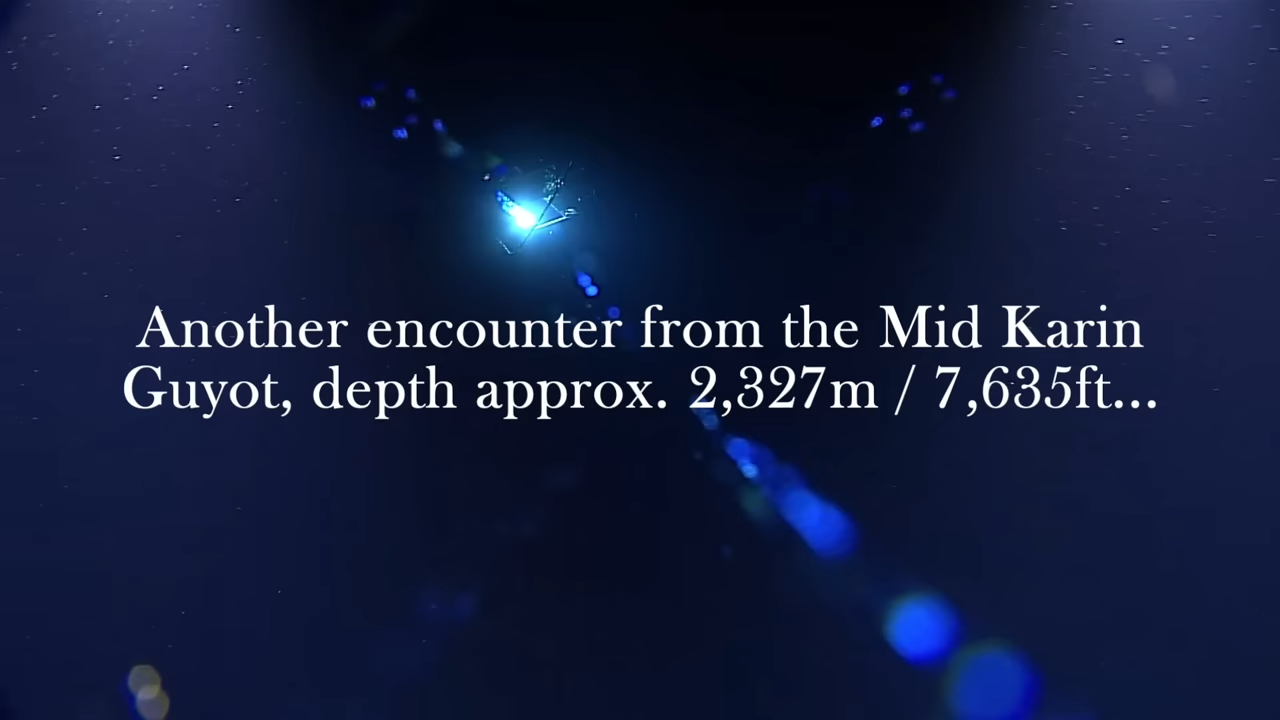 Another encounter from the Mid Karin
Guyot, depth approx. 2,327m / 7,635ft...